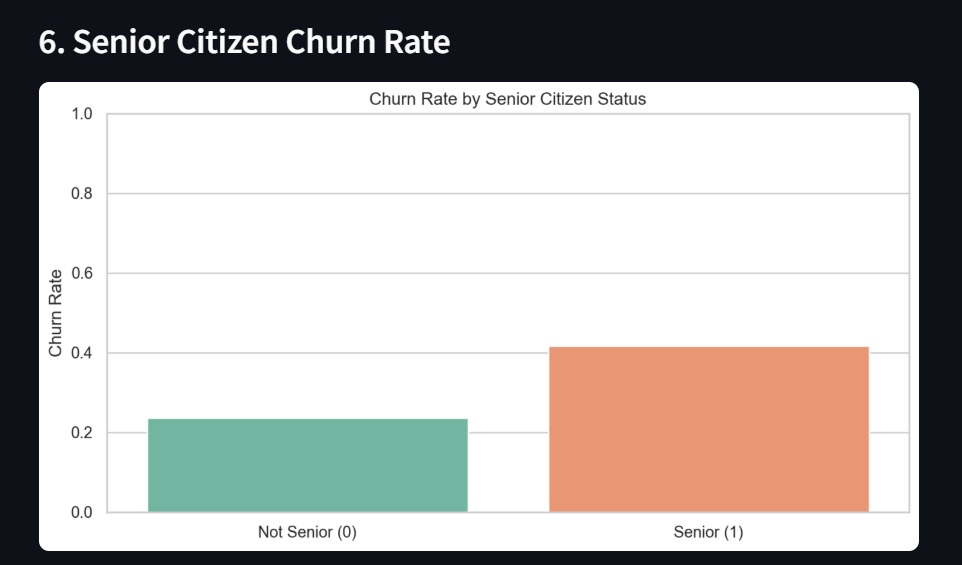 6. Senior Citizen Churn Rate
Churn Rate by Senior Citizen Status
1.0
0.8
0.6
0.4
0.2
0.0
Churn Rate
Not Senior (0)
Senior (1)